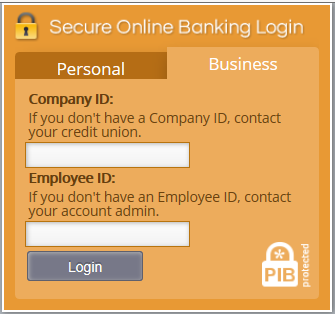 Secure Online Banking Login
Personal
Business
Company ID:
If you don't have a Company ID, contact
your credit union.
Employee ID:
If you don't have an Employee ID, contact
your account admin.
Login
*
PIB
protected